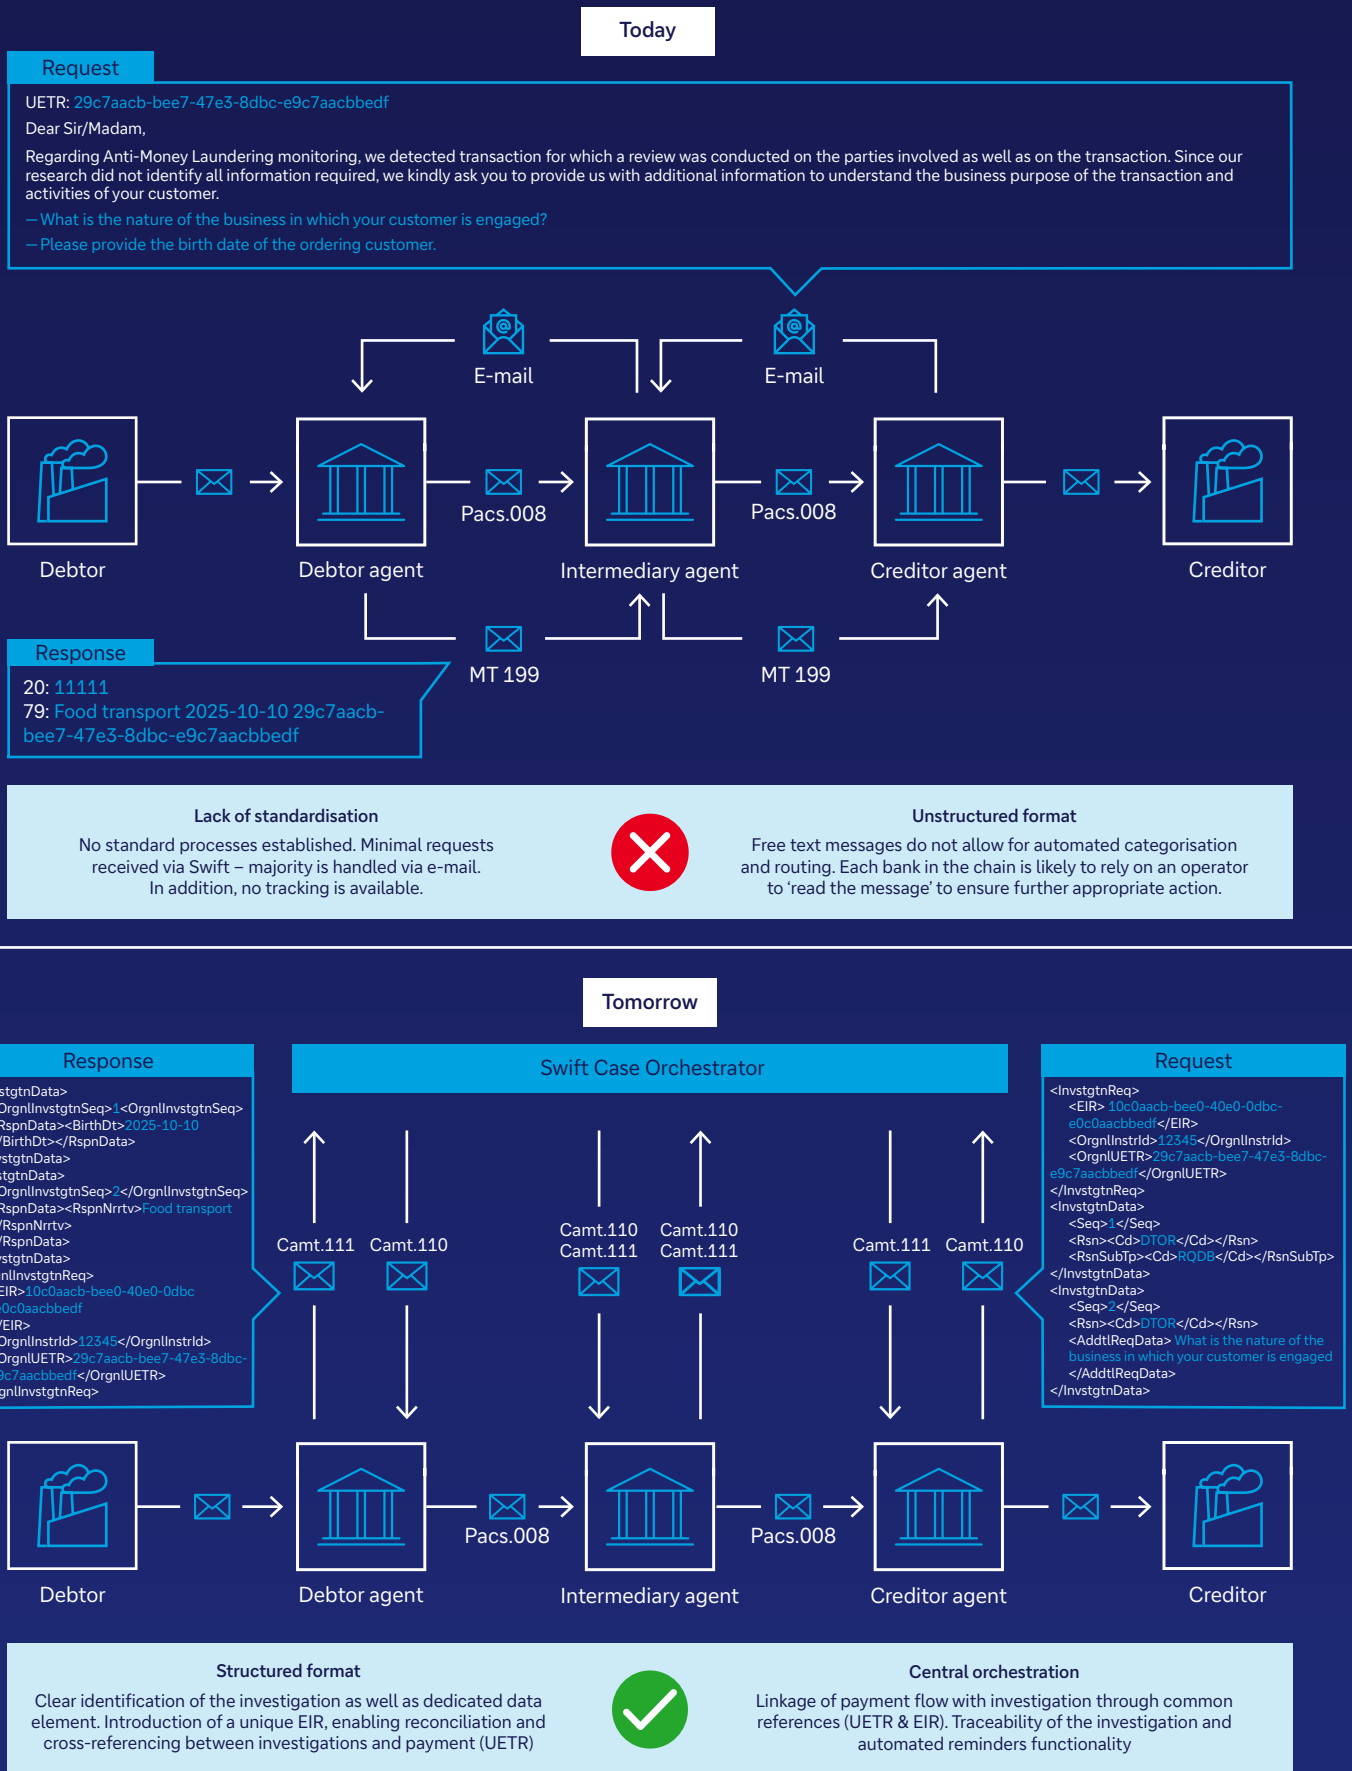 Today
Request
UETR: 29c7aacb-bee7-47e3-8dbc-e9c7aacbbedf
Dear Sir/Madam,
Regarding Anti-Money Laundering monitoring, we detected transaction for which a review was conducted on the parties involved as well as on the transaction. Since our
research did not identify all information required, we kindly ask you to provide us with additional information to understand the business purpose of the transaction and
activities of your customer.
— What is the nature of the business in which your customer is engaged?
— Please provide the birth date of the ordering customer.
E-mail
E-mail
Pacs.008
Pacs.008
Debtor
Debtor agent
Intermediary agent
Creditor agent
Creditor
MT 199
MT 199
Response
20: 11111
79: Food transport 2025-10-10 29c7aacb-
bee7-47e3-8dbc-e9c7aacbbedf
Lack of standardisation
No standard processes established. Minimal requests
received via Swift – majority is handled via e-mail.
In addition, no tracking is available.
Unstructured format
Free text messages do not allow for automated categorisation
and routing. Each bank in the chain is likely to rely on an operator
to ‘read the message’ to ensure further appropriate action.
Tomorrow
Response
stgtnData>
OrgnlInvstgtnSeq>1<OrgnlInvstgtnSeq>
RspnData><BirthDt>2025-10-10
/BirthDt></RspnData>
vstgtnData>
stgtnData>
OrgnlInvstgtnSeq>2</OrgnlInvstgtnSeq>
RspnData><RspnNrrtv>Food transport
/RspnNrrtv>
/RspnData>
vstgtnData>
nlInvstgtnReq>
EIR>10c0aacb-bee0-40e0-0dbc
e0c0aacbbedf
/EIR>
OrgnlInstrId>12345</OrgnlInstrId>
OrgnlUETR>29c7aacb-bee7-47e3-8dbc-
9c7aacbbedf</OrgnlUETR>
gnlInvstgtnReq>
Swift Case Orchestrator
Camt.111
Camt.110
Camt.110
Camt.111
Camt.110
Camt.111
Camt.111
Camt.110
Request
<InvstgtnReq>
<EIR> 10c0aacb-bee0-40e0-0dbc-
e0c0aacbbedf</EIR>
<OrgnlInstrId>12345</OrgnlInstrId>
<OrgnlUETR>29c7aacb-bee7-47e3-8dbc-
e9c7aacbbedf</OrgnlUETR>
</InvstgtnReq>
<InvstgtnData>
<Seq>1</Seq>
<Rsn><Cd>DTOR</Cd></Rsn>
<RsnSubTp><Cd>RQDB</Cd></RsnSubTp>
</InvstgtnData>
<InvstgtnData>
<Seq>2</Seq>
<Rsn><Cd>DTOR</Cd></Rsn>
<AddtlReqData> What is the nature of the
business in which your customer is engaged
</AddtlReqData>
</InvstgtnData>
Pacs.008
Pacs.008
Debtor
Debtor agent
Intermediary agent
Creditor agent
Creditor
Structured format
Clear identification of the investigation as well as dedicated data
element. Introduction of a unique EIR, enabling reconciliation and
cross-referencing between investigations and payment (UETR)
Central orchestration
Linkage of payment flow with investigation through common
references (UETR & EIR). Traceability of the investigation and
automated reminders functionality